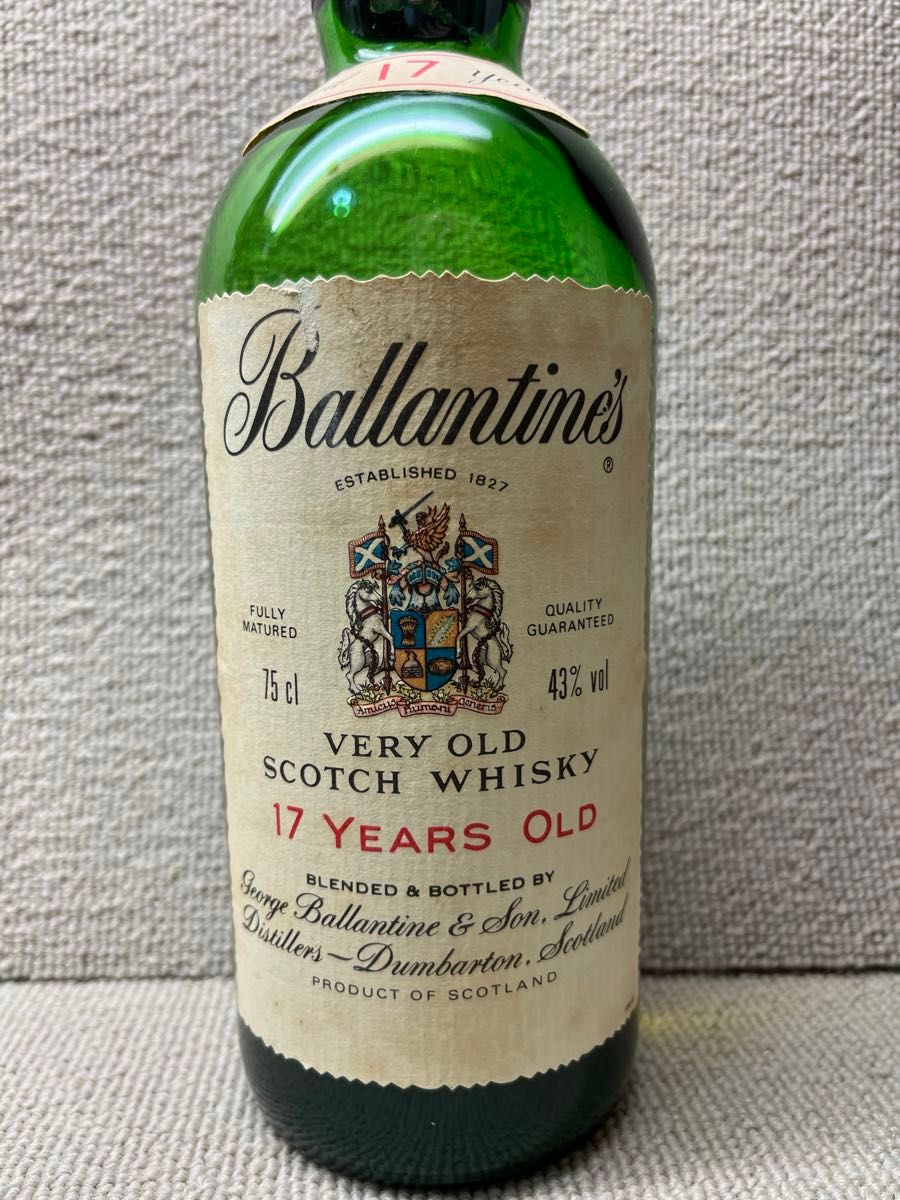 17
Ballantine's
®
ESTABLISHED 1827
FULLY
MATURED
QUALITY
GUARANTEED
75 cl
43% vol
Amicus Humani Generis
VERY OLD
SCOTCH WHISKY
17 YEARS OLD
BLENDED & BOTTLED BY
George Ballantine & Son, Limited
Distillers—Dumbarton, Scotland
PRODUCT OF SCOTLAND